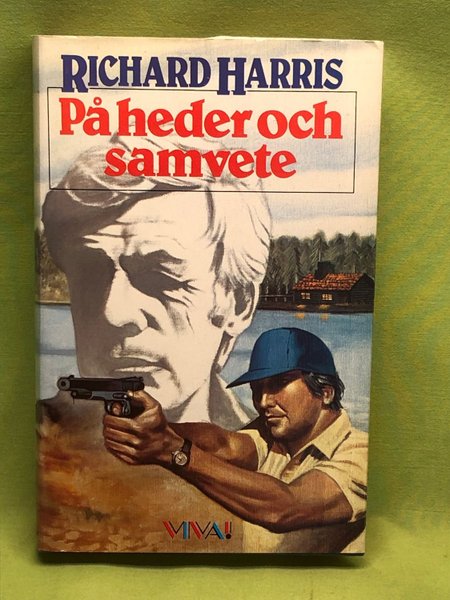 RICHARD HARRIS
På heder och
samvete
VIVA!